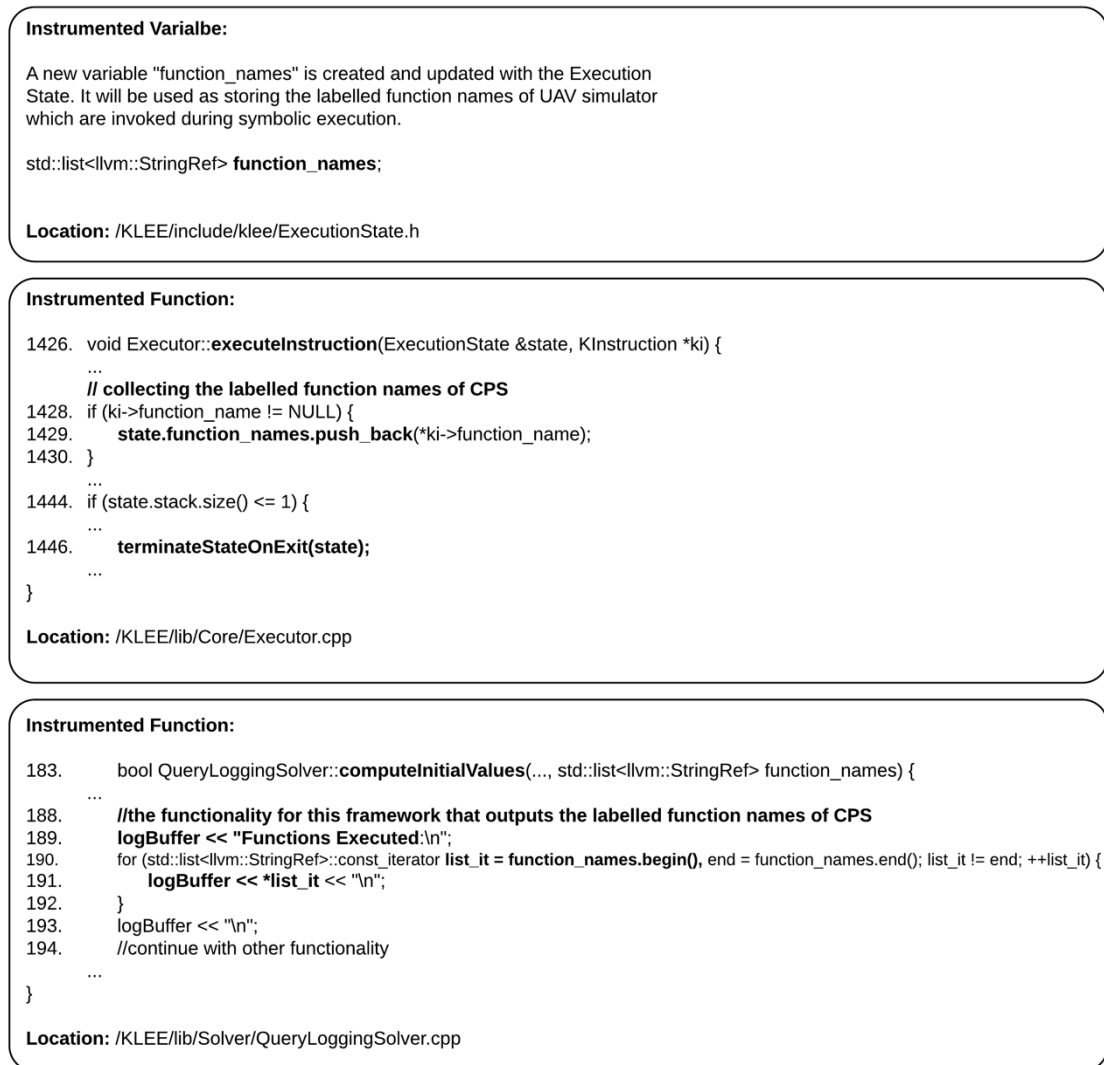 Instrumented Varialbe:
A new variable "function_names" is created and updated with the Execution
State. It will be used as storing the labelled function names of UAV simulator
which are invoked during symbolic execution.
std::list<llvm::StringRef> function_names;
Location: /KLEE/include/klee/ExecutionState.h
Instrumented Function:
1426. void Executor::executeInstruction(ExecutionState &state, KInstruction *ki) {
...
// collecting the labelled function names of CPS
1428. if (ki->function_name != NULL) {
1429. state.function_names.push_back(*ki->function_name);
1430. }
...
1444. if (state.stack.size() <= 1) {
...
1446. terminateStateOnExit(state);
...
}
Location: /KLEE/lib/Core/Executor.cpp
Instrumented Function:
183. bool QueryLoggingSolver::computeInitialValues(..., std::list<llvm::StringRef> function_names) {
...
188. //the functionality for this framework that outputs the labelled function names of CPS
189. logBuffer << "Functions Executed:\n";
190. for (std::list<llvm::StringRef>::const_iterator list_it = function_names.begin(), end = function_names.end(); list_it != end; ++list_it) {
191. logBuffer << *list_it << "\n";
192. }
193. logBuffer << "\n";
194. //continue with other functionality
...
}
Location: /KLEE/lib/Solver/QueryLoggingSolver.cpp